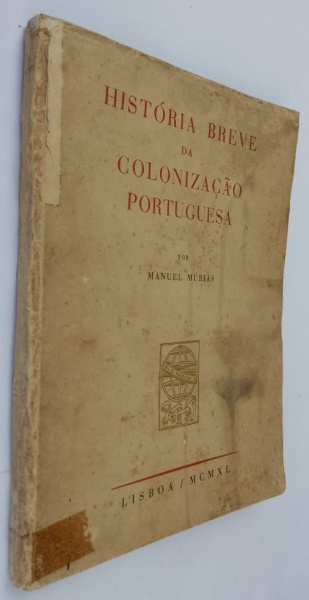 HISTÓRIA BREVE
DA
COLONIZAÇÃO
PORTUGUESA
POR
MANUEL MÚRIAS
LISBOA / MCMXL